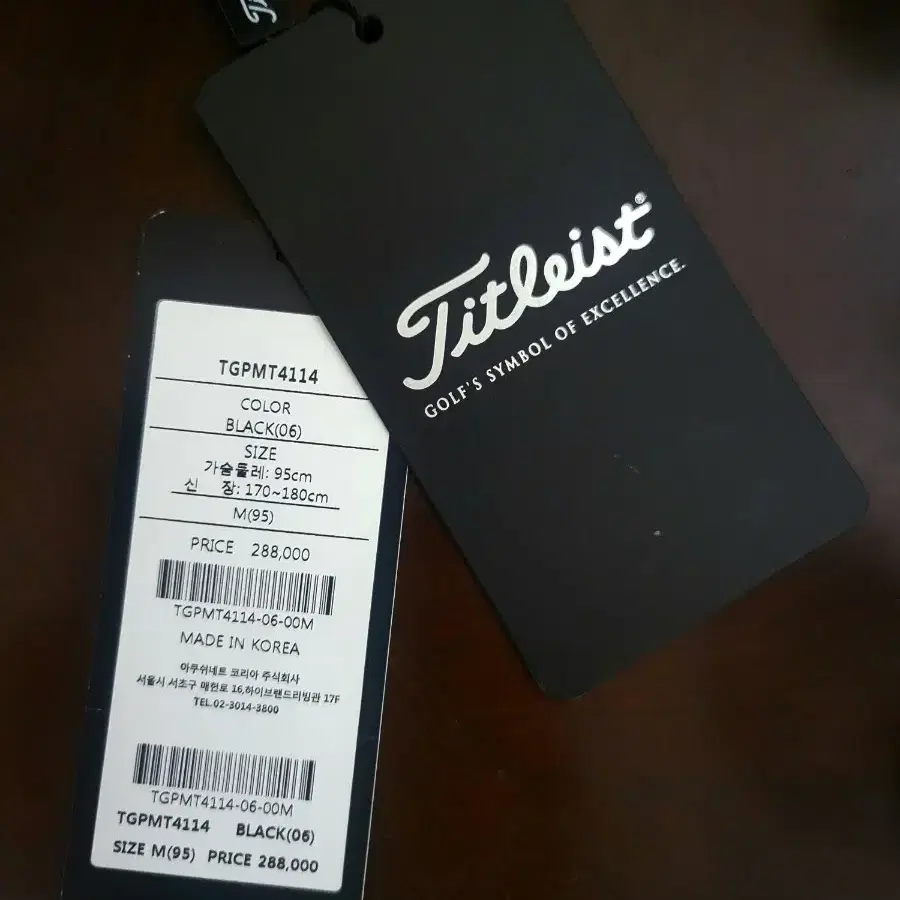 Titleist®
GOLF'S SYMBOL OF EXCELLENCE.
TGPMT4114
COLOR
BLACK(06)
SIZE
가슴둘레: 95cm
신 장: 170~180cm
M(95)
PRICE 288,000
TGPMT4114-06-00M
MADE IN KOREA
아쿠쉬네트 코리아 주식회사
서울시 서초구 매헌로 16,하이브랜드리빙관 17F
TEL.02-3014-3800
TGPMT4114-06-00M
TGPMT4114 BLACK(06)
SIZE M(95) PRICE 288,000